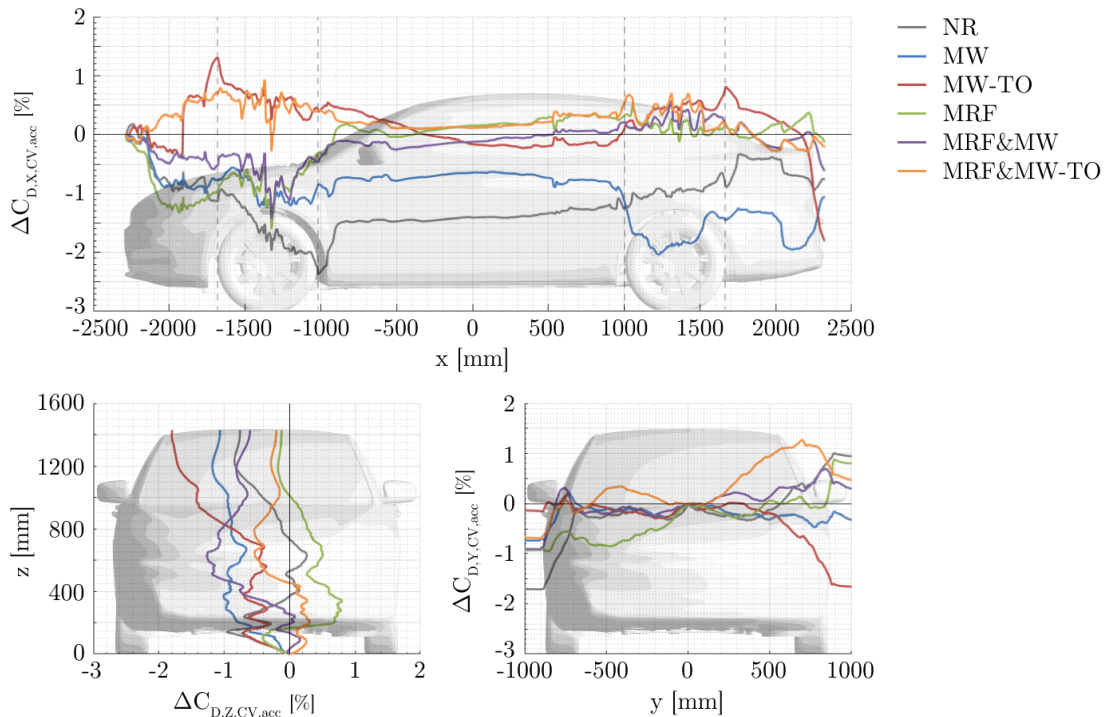 ΔC_D,X,CV,acc [%]
2
1
0
-1
-2
-3
-2500 -2000 -1500 -1000 -500 0 500 1000 1500 2000 2500
x [mm]
NR
MW
MW-TO
MRF
MRF&MW
MRF&MW-TO
z [mm]
1600
1200
800
400
0
-3 -2 -1 0 1 2
ΔC_D,Z,CV,acc [%]
ΔC_D,Y,CV,acc [%]
2
1
0
-1
-2
-3
-1000 -500 0 500 1000
y [mm]